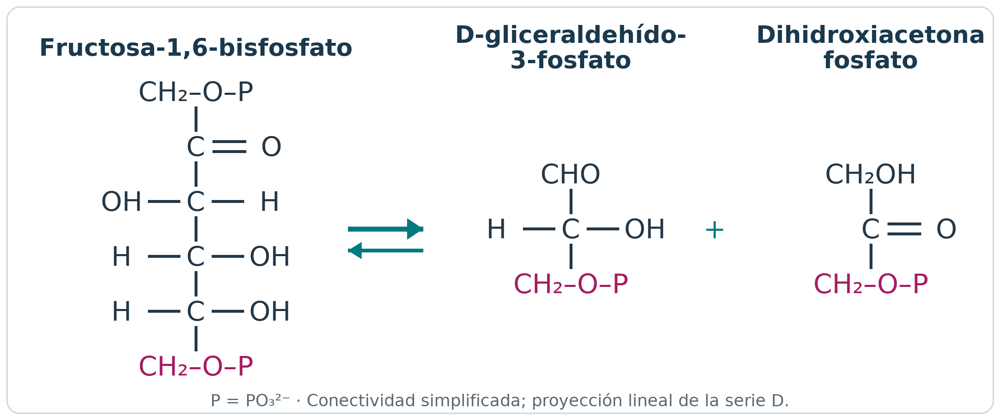 Fructosa-1,6-bisfosfato
CH₂–O–P
C O
OH C H
H C OH
H C OH
CH₂–O–P
D-gliceraldehído-
3-fosfato
CHO
H C OH
CH₂–O–P
+
Dihidroxiacetona
fosfato
CH₂OH
C O
CH₂–O–P
P = PO₃²⁻ · Conectividad simplificada; proyección lineal de la serie D.